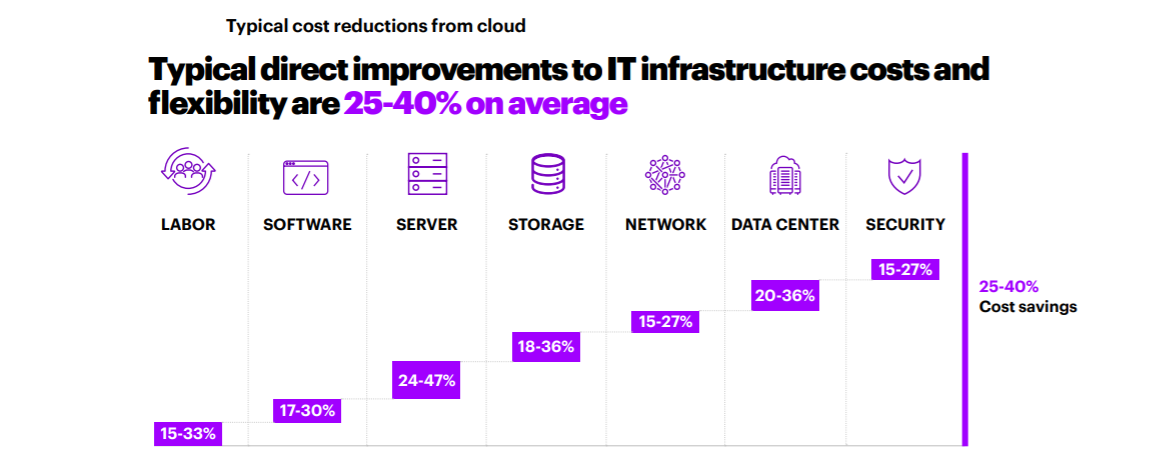 Typical cost reductions from cloud
Typical direct improvements to IT infrastructure costs and
flexibility are 25-40% on average
LABOR
SOFTWARE
SERVER
STORAGE
NETWORK
DATA CENTER
SECURITY
15-33%
17-30%
24-47%
18-36%
15-27%
20-36%
15-27%
25-40%
Cost savings